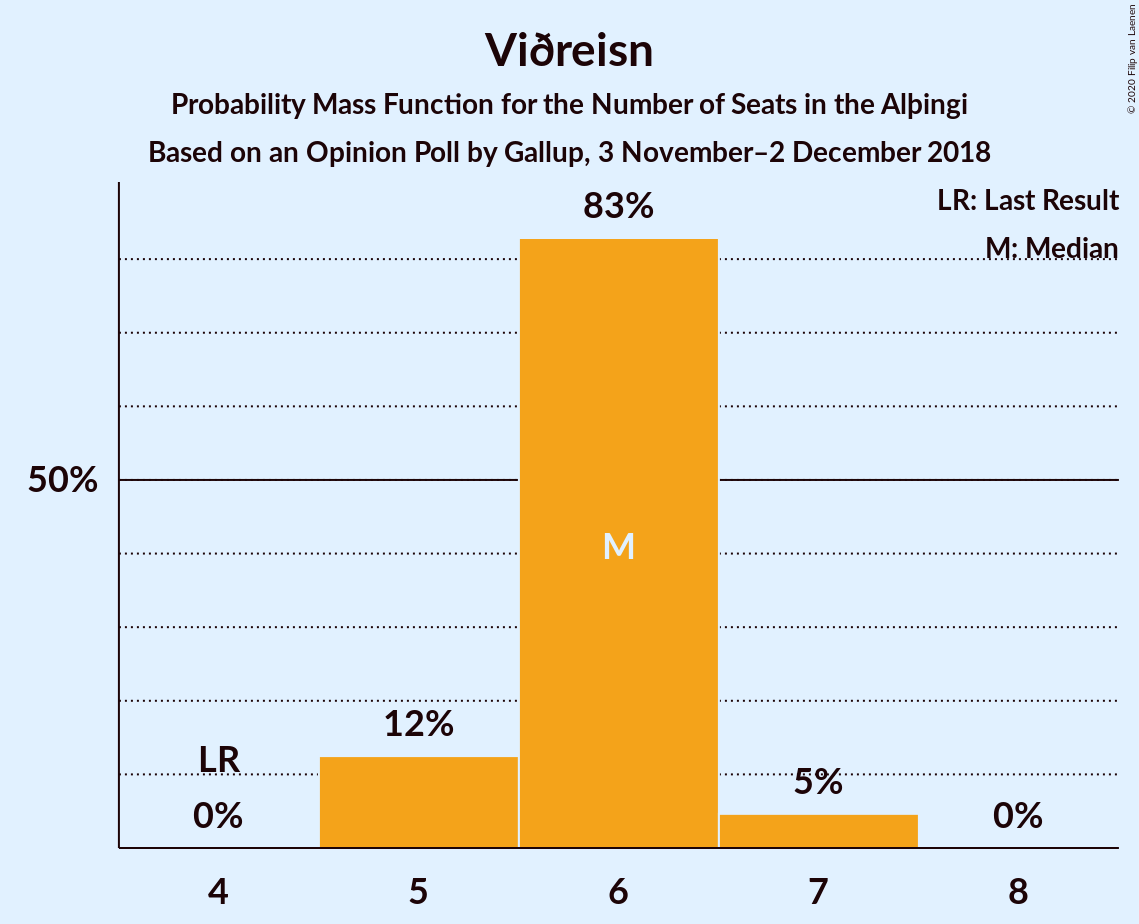 Viðreisn
Probability Mass Function for the Number of Seats in the Alþingi
Based on an Opinion Poll by Gallup, 3 November–2 December 2018
© 2020 Filip van Laenen
LR: Last Result
M: Median
83%
50%
M
12%
LR
5%
0%
0%
4 5 6 7 8